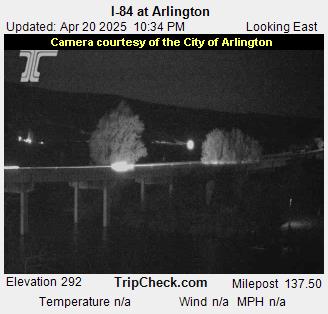 I-84 at Arlington
Updated: Apr 20 2025 10:34 PM Looking East
Camera courtesy of the City of Arlington
Elevation 292 TripCheck.com Milepost 137.50
Temperature n/a Wind n/a MPH n/a